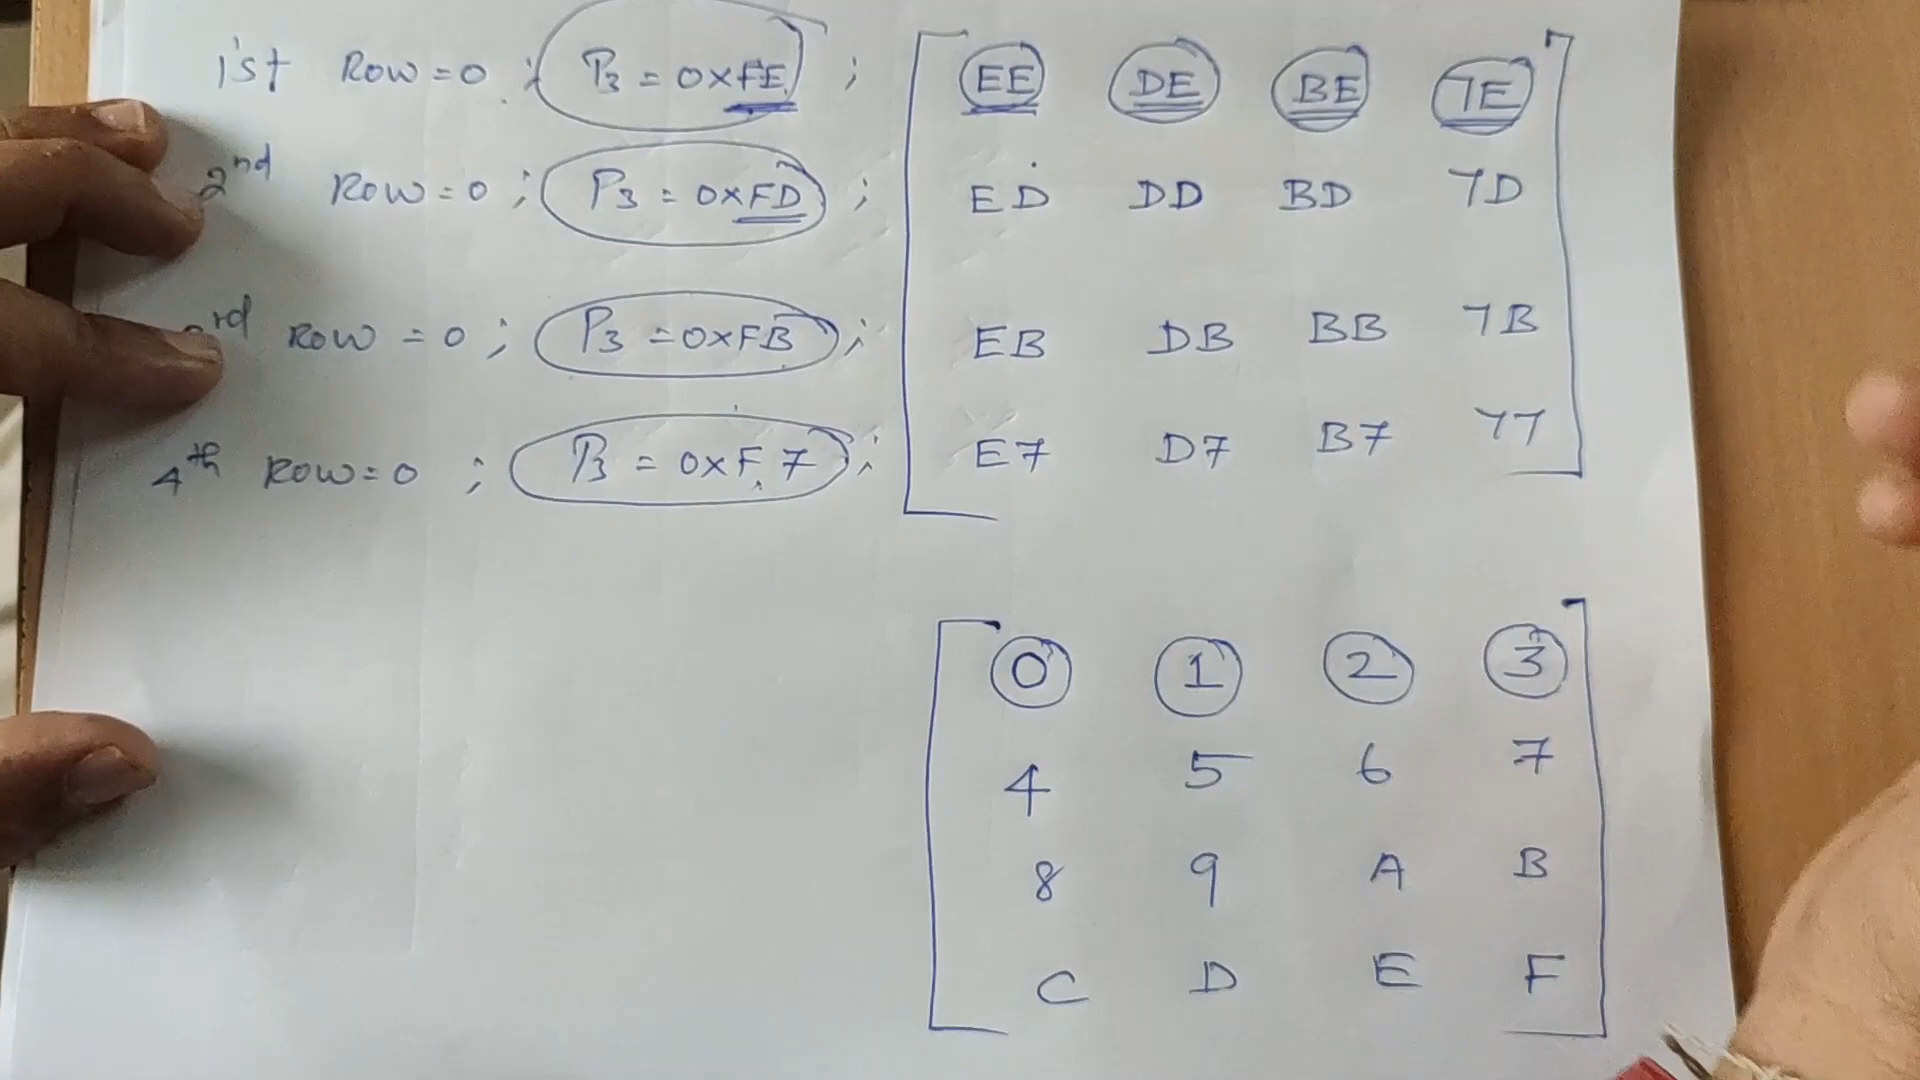 1st Row=0 ; P3 = 0xFE ; EE DE BE 7E
2nd Row=0 ; P3 = 0xFD ; ED DD BD 7D
rd Row=0 ; P3=0xFB ; EB DB BB 7B
4th Row=0 ; P3 = 0xF7 ; E7 D7 B7 77
0 1 2 3
4 5 6 7
8 9 A B
C D E F